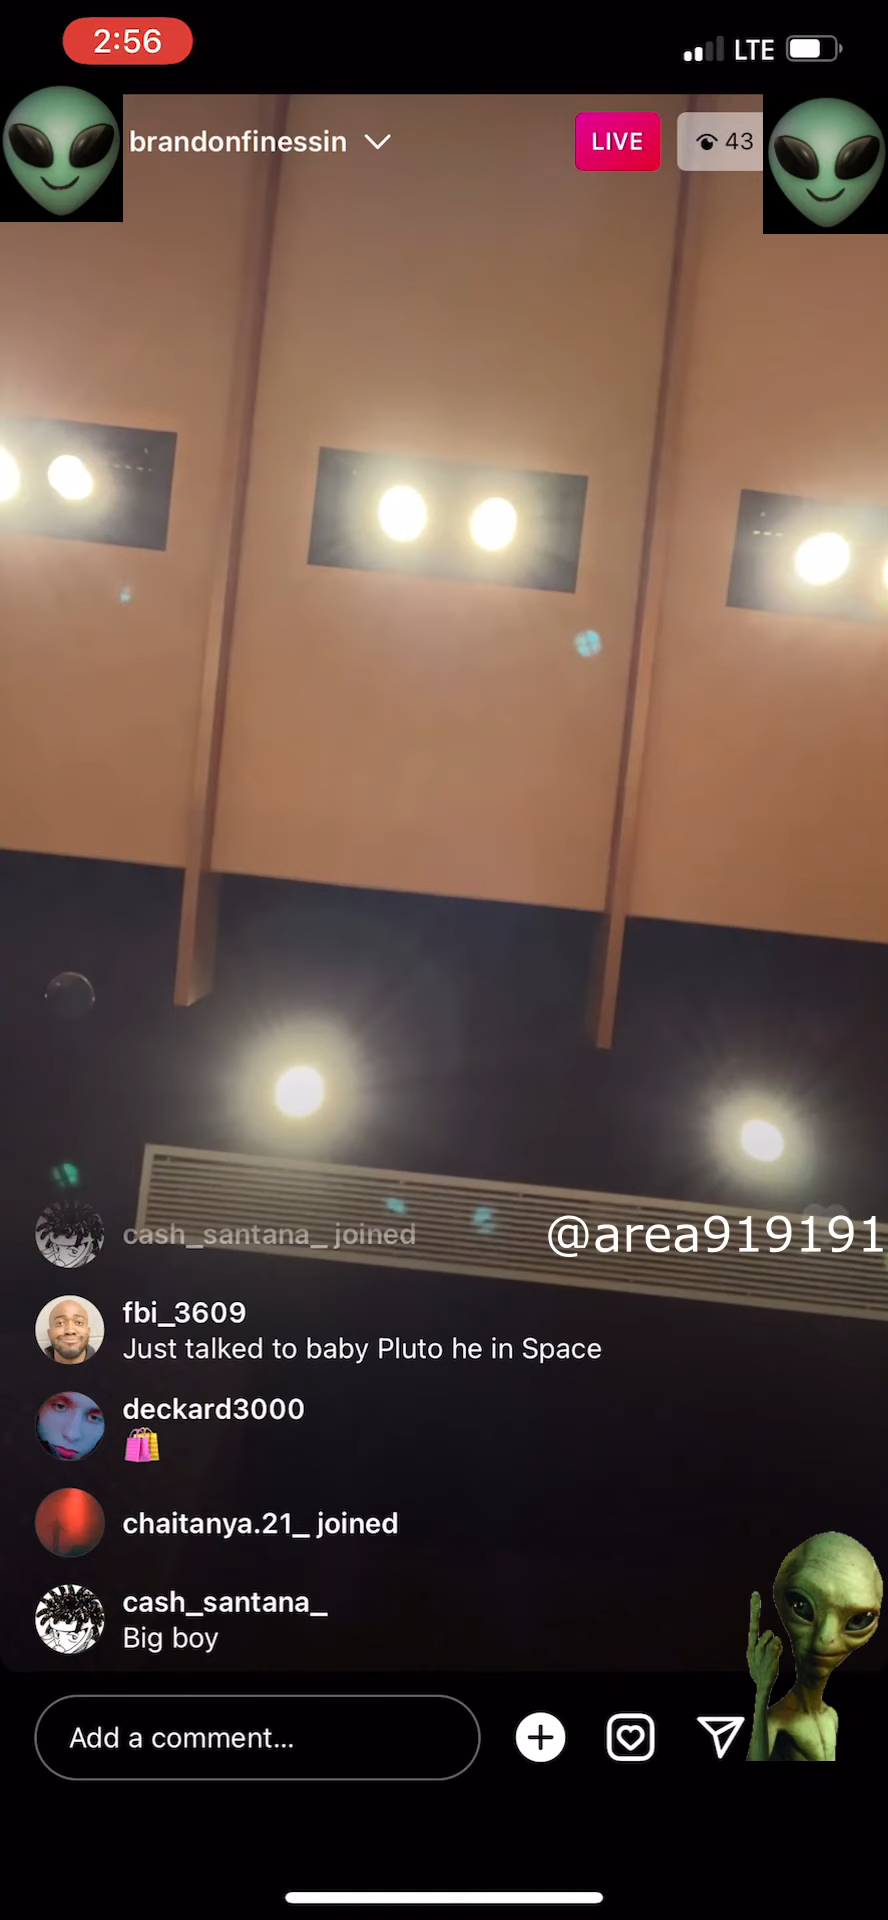 2:56
LTE
brandonfinessin
LIVE
43
cash_santana_ joined
@area919191
fbi_3609
Just talked to baby Pluto he in Space
deckard3000
chaitanya.21_ joined
cash_santana_
Big boy
Add a comment...